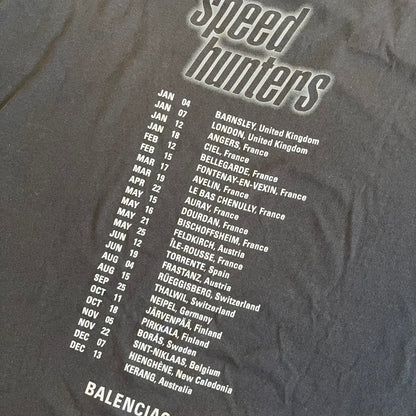 speed
hunters
JAN 04 BARNSLEY, United Kingdom
JAN 07 LONDON, United Kingdom
JAN 12 ANGERS, France
JAN 18 CIEL, France
FEB 12 BELLEGARDE, France
FEB 15 FONTENAY-EN-VEXIN, France
MAR 17 AVELIN, France
MAR 19 LE BAS CHENULLY, France
APR 22 AURAY, France
MAY 15 DOURDAN, France
MAY 16 BISCHOFFSHEIM, France
MAY 21 FELDKIRCH, Austria
MAY 25 ÎLE-ROUSSE, France
JUN 12 TORRENTE, Spain
JUN 19 FRASTANZ, Austria
AUG 04 RÜEGGISBERG, Switzerland
AUG 15 THALWIL, Switzerland
SEP 25 NEIPEL, Germany
OCT 11 JÄRVENPÄÄ, Finland
OCT 18 PIRKKALA, Finland
NOV 05 BORÅS, Sweden
NOV 22 SINT-NIKLAAS, Belgium
DEC 07 HIENGHÈNE, New Caledonia
DEC 13 KERANG, Australia
BALENCIAG